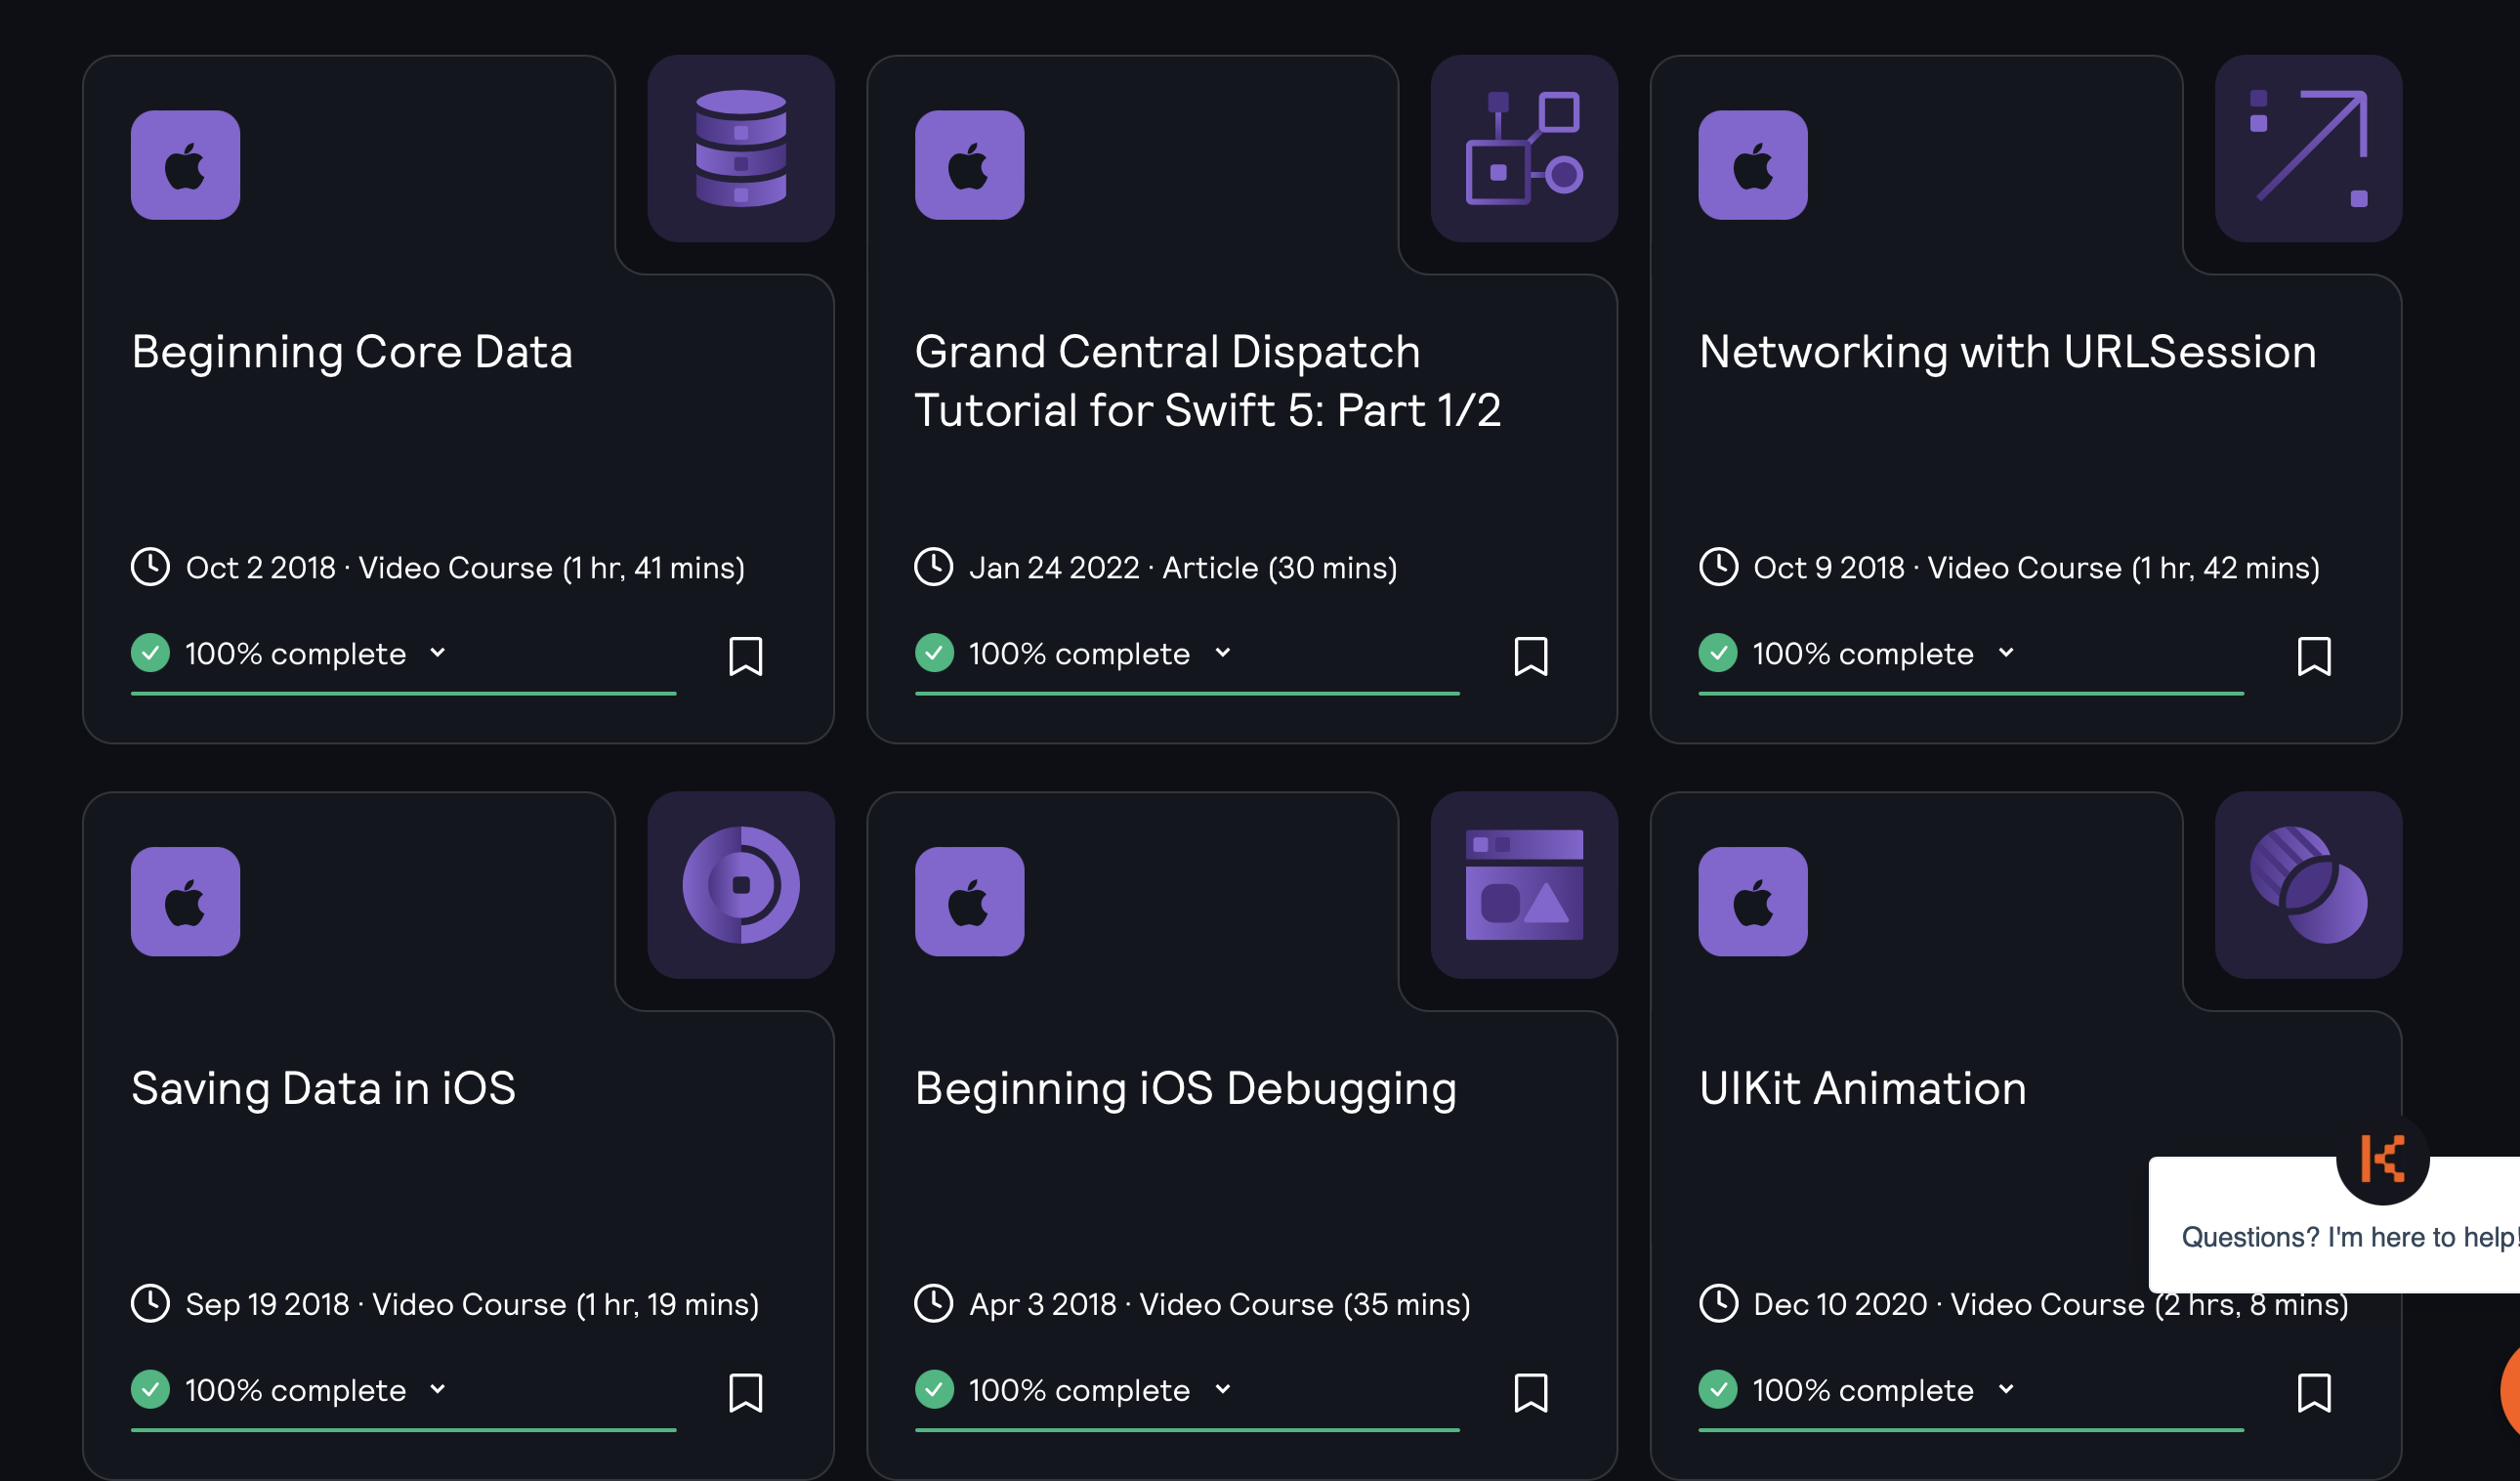 Beginning Core Data
Oct 2 2018 · Video Course (1 hr, 41 mins)
100% complete
Grand Central Dispatch
Tutorial for Swift 5: Part 1/2
Jan 24 2022 · Article (30 mins)
100% complete
Networking with URLSession
Oct 9 2018 · Video Course (1 hr, 42 mins)
100% complete
Saving Data in iOS
Sep 19 2018 · Video Course (1 hr, 19 mins)
100% complete
Beginning iOS Debugging
Apr 3 2018 · Video Course (35 mins)
100% complete
UIKit Animation
Dec 10 2020 · Video Course (2 hrs, 8 mins)
100% complete
Questions? I'm here to help!